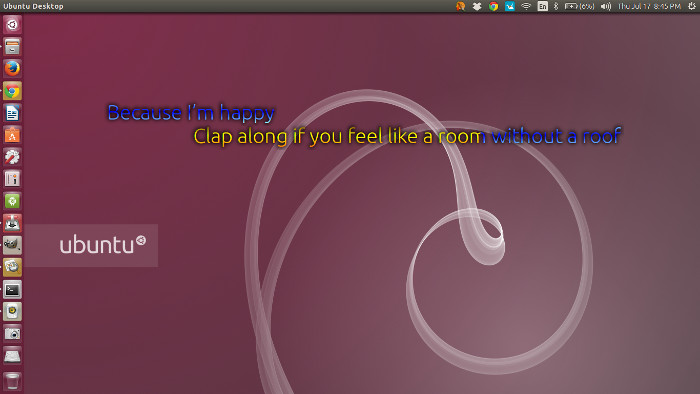 Ubuntu Desktop
En
(6%)
Thu Jul 17 8:45 PM
Because I'm happy
Clap along if you feel like a room without a roof
ubuntu